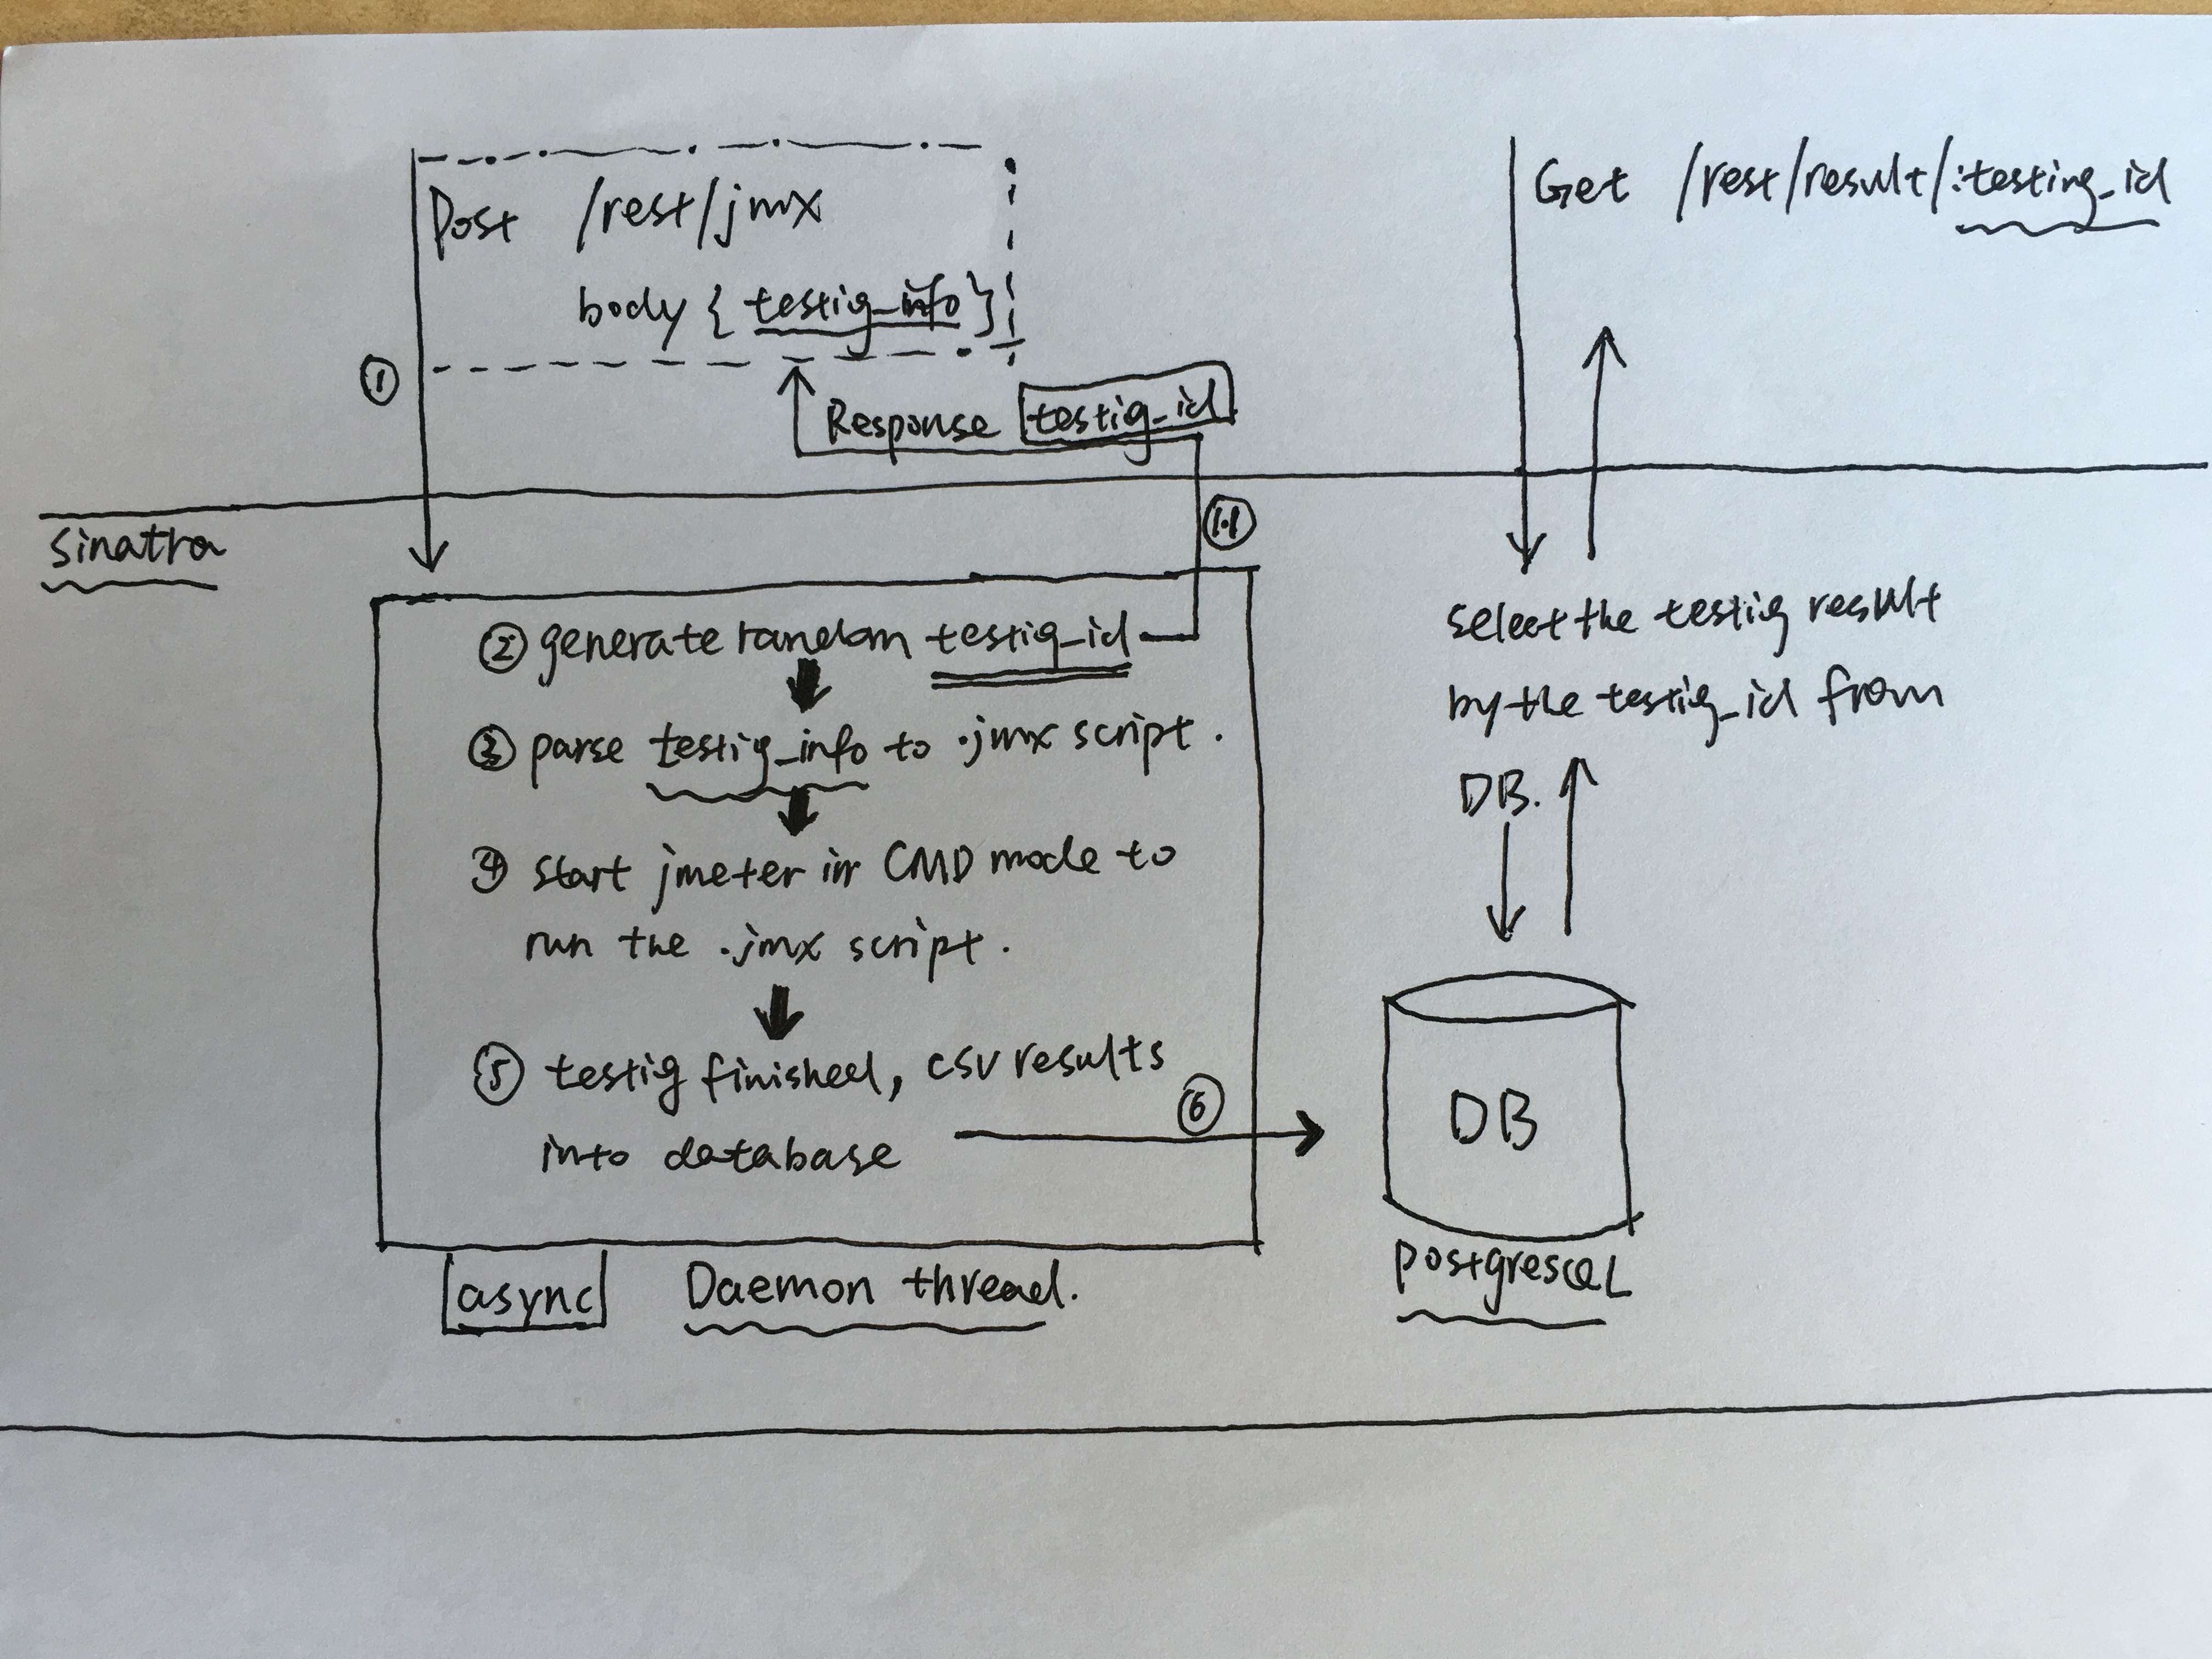 Post /rest/jmx
body { testig_info }
①
Response testig_id
1.1
Sinatra
② generate random testig_id
③ parse testig_info to .jmx script.
④ start jmeter in CMD mode to
run the .jmx script.
⑤ testig finished, csv results
into database
⑥
async Daemon thread.
Get /rest/result/:testing_id
select the testig result
by the testig_id from
DB.
DB
PostgresQL